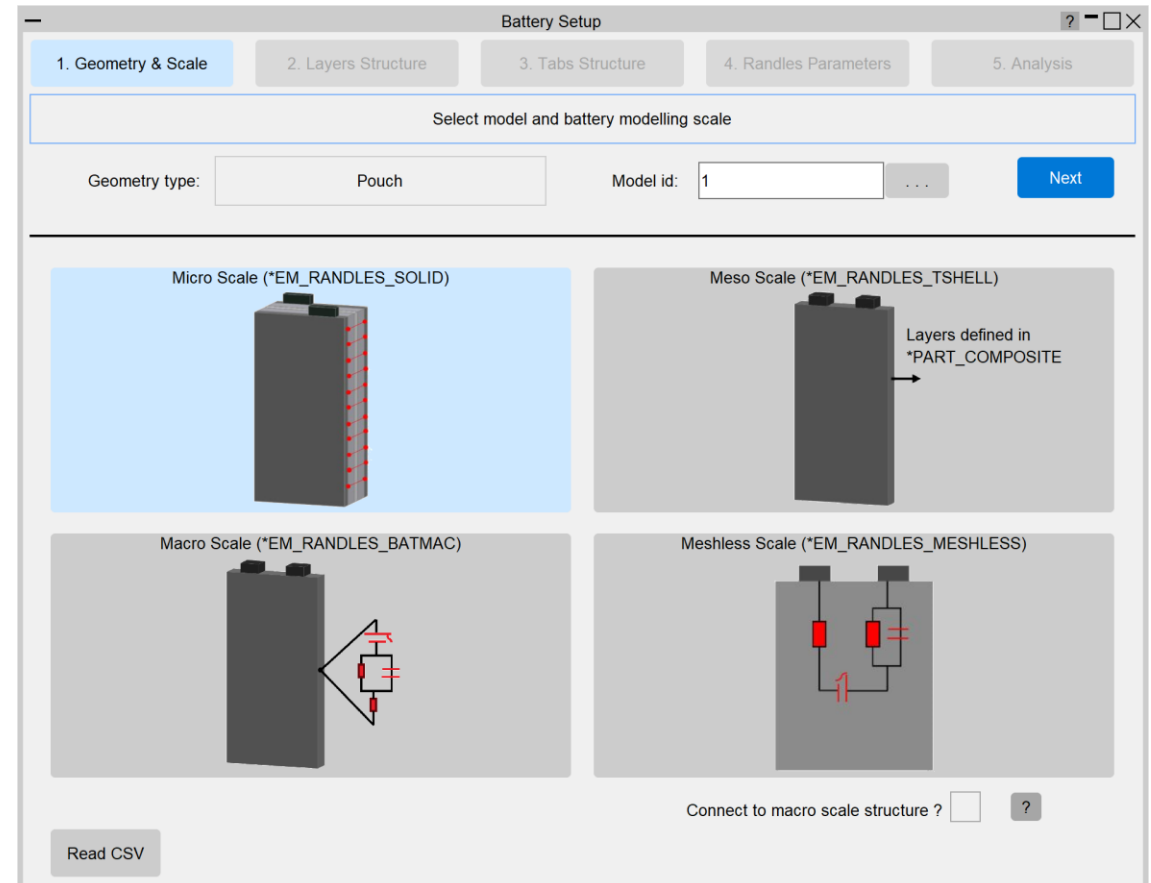 Battery Setup
?
1. Geometry & Scale
2. Layers Structure
3. Tabs Structure
4. Randles Parameters
5. Analysis
Select model and battery modelling scale
Geometry type:
Pouch
Model id:
1
...
Next
Micro Scale (*EM_RANDLES_SOLID)
Meso Scale (*EM_RANDLES_TSHELL)
Layers defined in
*PART_COMPOSITE
Macro Scale (*EM_RANDLES_BATMAC)
Meshless Scale (*EM_RANDLES_MESHLESS)
Connect to macro scale structure ?
?
Read CSV